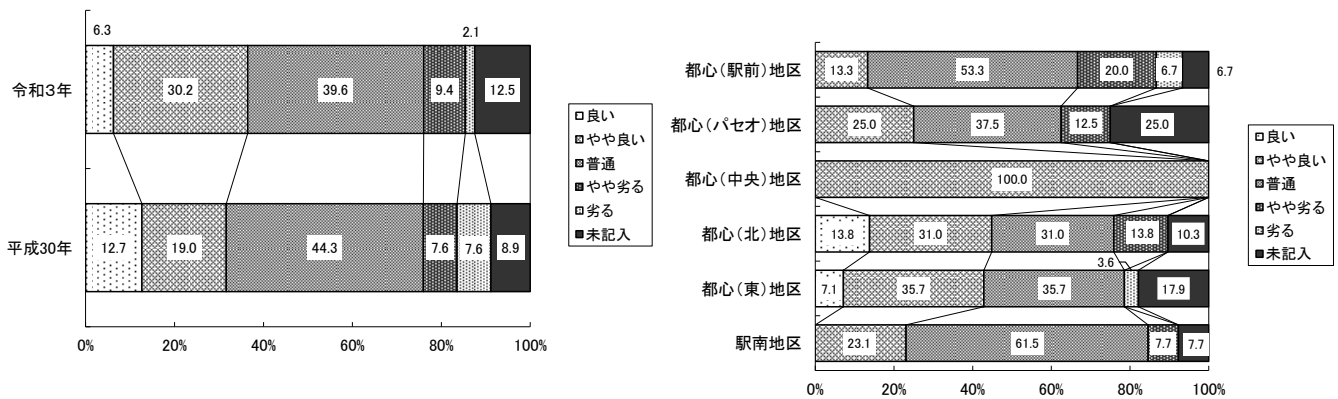 6.3
2.1
令和3年
30.2
39.6
9.4
12.5
平成30年
12.7
19.0
44.3
7.6
7.6
8.9
0%
20%
40%
60%
80%
100%
良い
やや良い
普通
やや劣る
劣る
未記入
都心(駅前)地区
13.3
53.3
20.0
6.7
6.7
都心(パセオ)地区
25.0
37.5
12.5
25.0
都心(中央)地区
100.0
都心(北)地区
13.8
31.0
31.0
13.8
10.3
都心(東)地区
7.1
35.7
35.7
3.6
17.9
駅南地区
23.1
61.5
7.7
7.7
0%
20%
40%
60%
80%
100%
良い
やや良い
普通
やや劣る
劣る
未記入